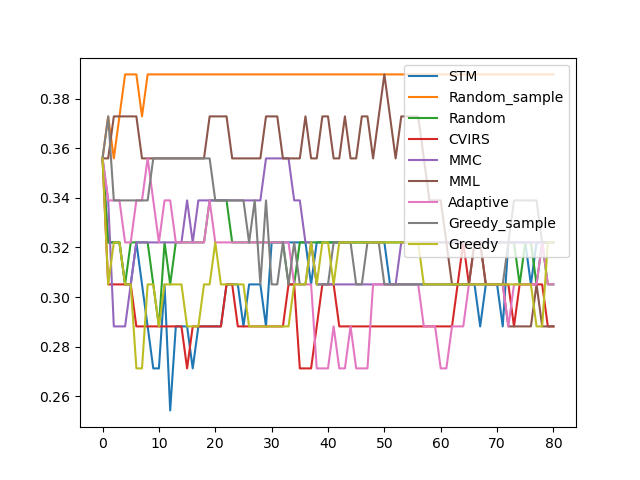 0.38
0.36
0.34
0.32
0.30
0.28
0.26
0 10 20 30 40 50 60 70 80
STM
Random_sample
Random
CVIRS
MMC
MML
Adaptive
Greedy_sample
Greedy